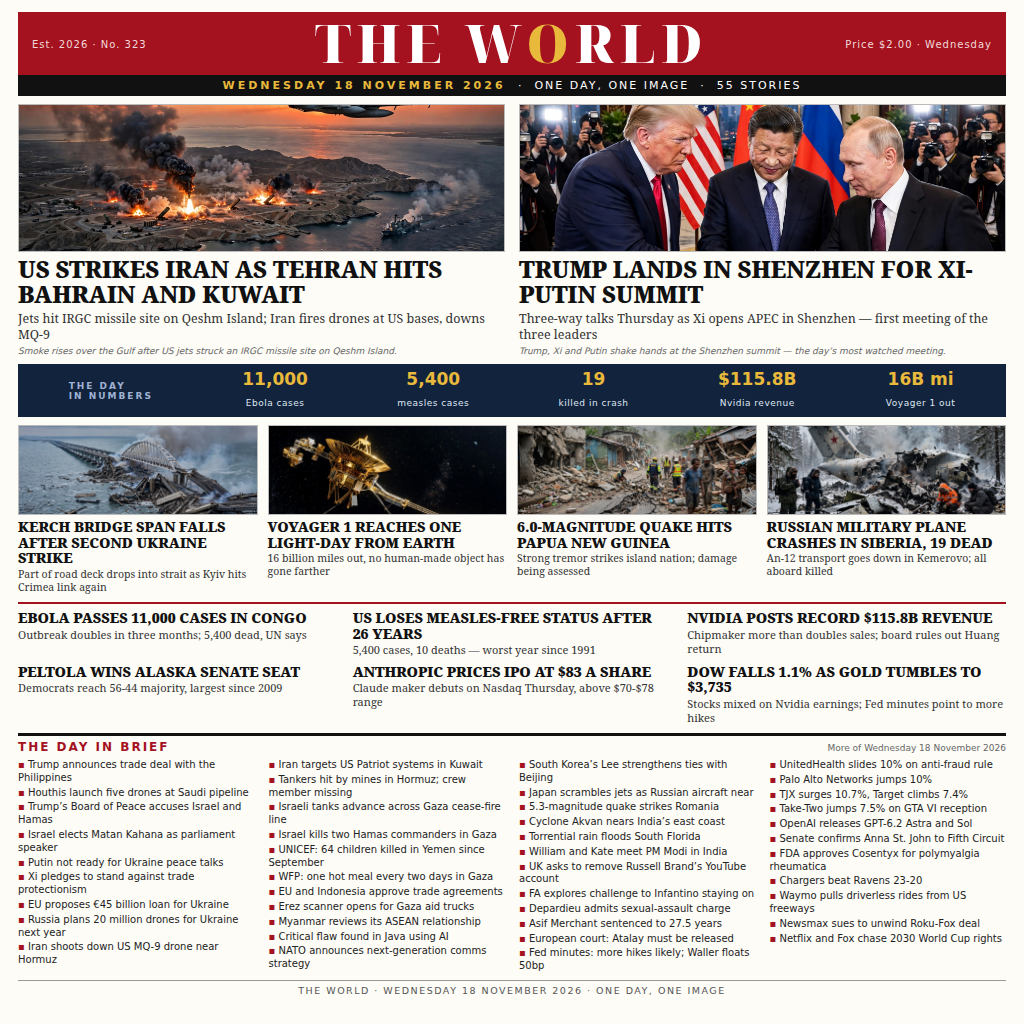 Est. 2026 · No. 323
THE WORLD
Price $2.00 · Wednesday
WEDNESDAY 18 NOVEMBER 2026 · ONE DAY, ONE IMAGE · 55 STORIES
US STRIKES IRAN AS TEHRAN HITS
BAHRAIN AND KUWAIT
Jets hit IRGC missile site on Qeshm Island; Iran fires drones at US bases, downs
MQ-9
Smoke rises over the Gulf after US jets struck an IRGC missile site on Qeshm Island.
TRUMP LANDS IN SHENZHEN FOR XI-
PUTIN SUMMIT
Three-way talks Thursday as Xi opens APEC in Shenzhen — first meeting of the
three leaders
Trump, Xi and Putin shake hands at the Shenzhen summit — the day's most watched meeting.
THE DAY
IN NUMBERS
11,000
Ebola cases
5,400
measles cases
19
killed in crash
$115.8B
Nvidia revenue
16B mi
Voyager 1 out
KERCH BRIDGE SPAN FALLS
AFTER SECOND UKRAINE
STRIKE
Part of road deck drops into strait as Kyiv hits
Crimea link again
VOYAGER 1 REACHES ONE
LIGHT-DAY FROM EARTH
16 billion miles out, no human-made object has
gone farther
6.0-MAGNITUDE QUAKE HITS
PAPUA NEW GUINEA
Strong tremor strikes island nation; damage
being assessed
RUSSIAN MILITARY PLANE
CRASHES IN SIBERIA, 19 DEAD
An-12 transport goes down in Kemerovo; all
aboard killed
EBOLA PASSES 11,000 CASES IN CONGO
Outbreak doubles in three months; 5,400 dead, UN says
US LOSES MEASLES-FREE STATUS AFTER
26 YEARS
5,400 cases, 10 deaths — worst year since 1991
NVIDIA POSTS RECORD $115.8B REVENUE
Chipmaker more than doubles sales; board rules out Huang
return
PELTOLA WINS ALASKA SENATE SEAT
Democrats reach 56-44 majority, largest since 2009
ANTHROPIC PRICES IPO AT $83 A SHARE
Claude maker debuts on Nasdaq Thursday, above $70-$78
range
DOW FALLS 1.1% AS GOLD TUMBLES TO
$3,735
Stocks mixed on Nvidia earnings; Fed minutes point to more
hikes
THE DAY IN BRIEF
More of Wednesday 18 November 2026
▪ Trump announces trade deal with the
Philippines
▪ Houthis launch five drones at Saudi pipeline
▪ Trump's Board of Peace accuses Israel and
Hamas
▪ Israel elects Matan Kahana as parliament
speaker
▪ Putin not ready for Ukraine peace talks
▪ Xi pledges to stand against trade
protectionism
▪ EU proposes €45 billion loan for Ukraine
▪ Russia plans 20 million drones for Ukraine
next year
▪ Iran shoots down US MQ-9 drone near
Hormuz
▪ Iran targets US Patriot systems in Kuwait
▪ Tankers hit by mines in Hormuz; crew
member missing
▪ Israeli tanks advance across Gaza cease-fire
line
▪ Israel kills two Hamas commanders in Gaza
▪ UNICEF: 64 children killed in Yemen since
September
▪ WFP: one hot meal every two days in Gaza
▪ EU and Indonesia approve trade agreements
▪ Erez scanner opens for Gaza aid trucks
▪ Myanmar reviews its ASEAN relationship
▪ Critical flaw found in Java using AI
▪ NATO announces next-generation comms
strategy
▪ South Korea's Lee strengthens ties with
Beijing
▪ Japan scrambles jets as Russian aircraft near
▪ 5.3-magnitude quake strikes Romania
▪ Cyclone Akvan nears India's east coast
▪ Torrential rain floods South Florida
▪ William and Kate meet PM Modi in India
▪ UK asks to remove Russell Brand's YouTube
account
▪ FA explores challenge to Infantino staying on
▪ Depardieu admits sexual-assault charge
▪ Asif Merchant sentenced to 27.5 years
▪ European court: Atalay must be released
▪ Fed minutes: more hikes likely; Waller floats
50bp
▪ UnitedHealth slides 10% on anti-fraud rule
▪ Palo Alto Networks jumps 10%
▪ TJX surges 10.7%, Target climbs 7.4%
▪ Take-Two jumps 7.5% on GTA VI reception
▪ OpenAI releases GPT-6.2 Astra and Sol
▪ Senate confirms Anna St. John to Fifth Circuit
▪ FDA approves Cosentyx for polymyalgia
rheumatica
▪ Chargers beat Ravens 23-20
▪ Waymo pulls driverless rides from US
freeways
▪ Newsmax sues to unwind Roku-Fox deal
▪ Netflix and Fox chase 2030 World Cup rights
THE WORLD · WEDNESDAY 18 NOVEMBER 2026 · ONE DAY, ONE IMAGE